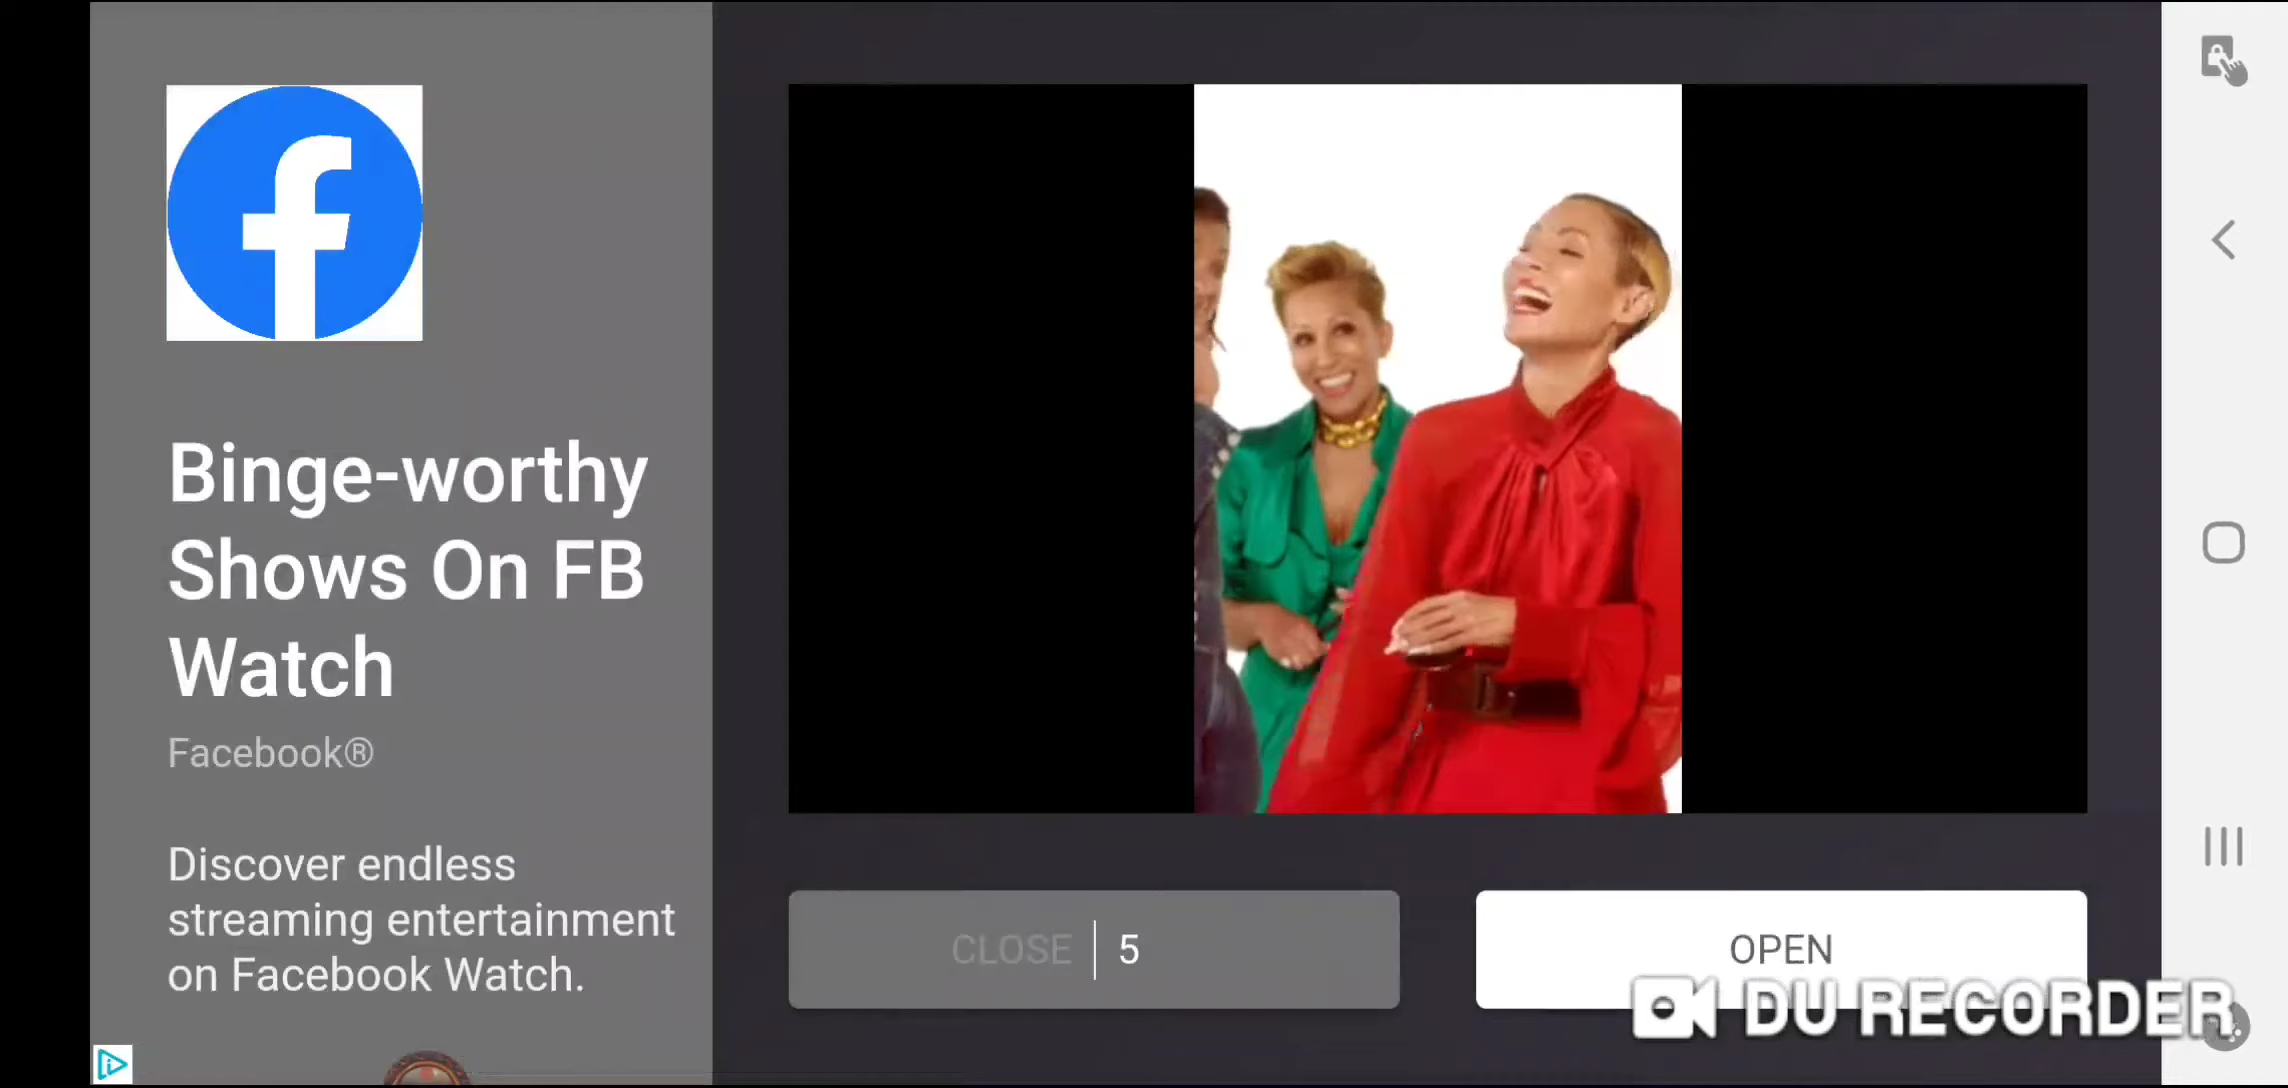 Binge-worthy
Shows On FB
Watch
Facebook®
Discover endless
streaming entertainment
on Facebook Watch.
CLOSE | 5
OPEN
DU RECORDER